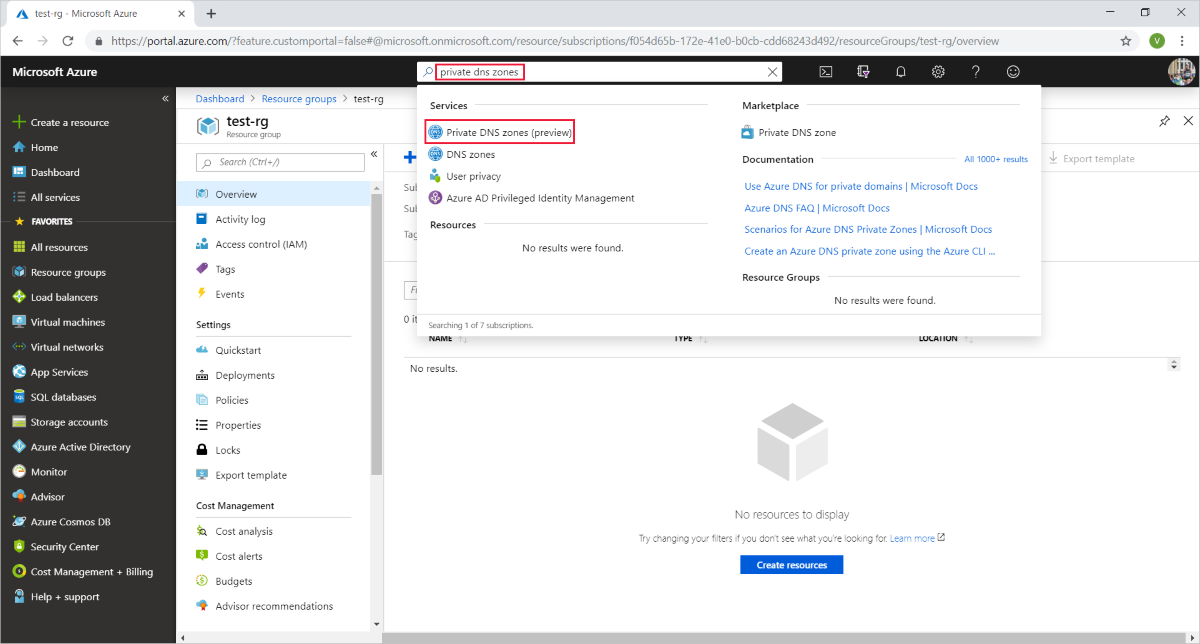 test-rg - Microsoft Azure
https://portal.azure.com/?feature.customportal=false#@microsoft.onmicrosoft.com/resource/subscriptions/f054d65b-172e-41e0-b0cb-cdd68243d492/resourceGroups/test-rg/overview
V
Microsoft Azure
private dns zones
Create a resource
Home
Dashboard
All services
FAVORITES
All resources
Resource groups
Load balancers
Virtual machines
Virtual networks
App Services
SQL databases
Storage accounts
Azure Active Directory
Monitor
Advisor
Azure Cosmos DB
Security Center
Cost Management + Billing
Help + support
Dashboard > Resource groups > test-rg
test-rg
Resource group
Search (Ctrl+/)
Overview
Activity log
Access control (IAM)
Tags
Events
Settings
Quickstart
Deployments
Policies
Properties
Locks
Export template
Cost Management
Cost analysis
Cost alerts
Budgets
Advisor recommendations
Services
Private DNS zones (preview)
DNS zones
User privacy
Azure AD Privileged Identity Management
Resources
No results were found.
Searching 1 of 7 subscriptions.
Marketplace
Private DNS zone
Documentation
All 1000+ results
Use Azure DNS for private domains | Microsoft Docs
Azure DNS FAQ | Microsoft Docs
Scenarios for Azure DNS Private Zones | Microsoft Docs
Create an Azure DNS private zone using the Azure CLI ...
Resource Groups
No results were found.
Export template
NAME
TYPE
LOCATION
No results.
No resources to display
Try changing your filters if you don't see what you're looking for. Learn more
Create resources